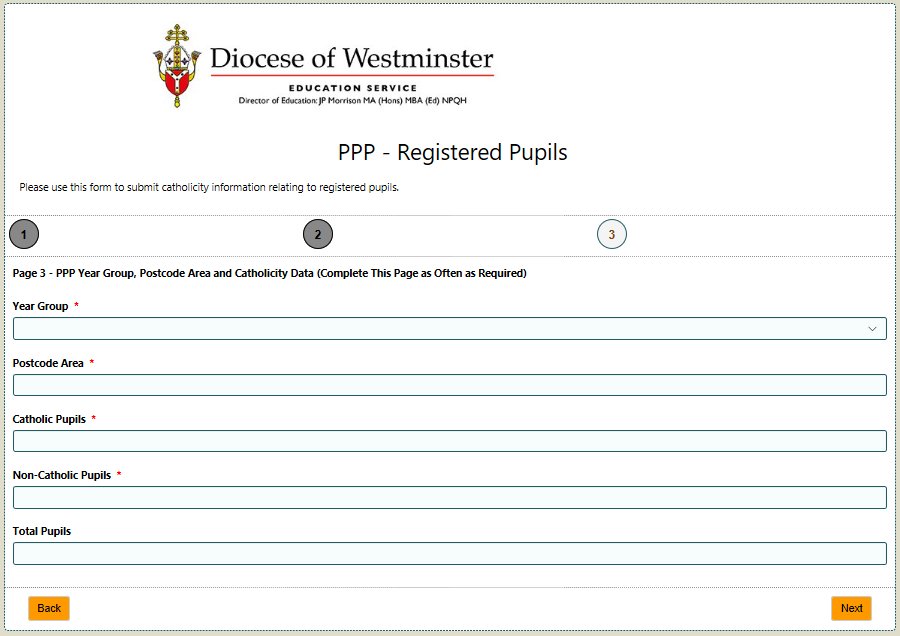 Diocese of Westminster
EDUCATION SERVICE
Director of Education: JP Morrison MA (Hons) MBA (Ed) NPQH
PPP - Registered Pupils
Please use this form to submit catholicity information relating to registered pupils.
1 2 3
Page 3 - PPP Year Group, Postcode Area and Catholicity Data (Complete This Page as Often as Required)
Year Group *
Postcode Area *
Catholic Pupils *
Non-Catholic Pupils *
Total Pupils
Back Next